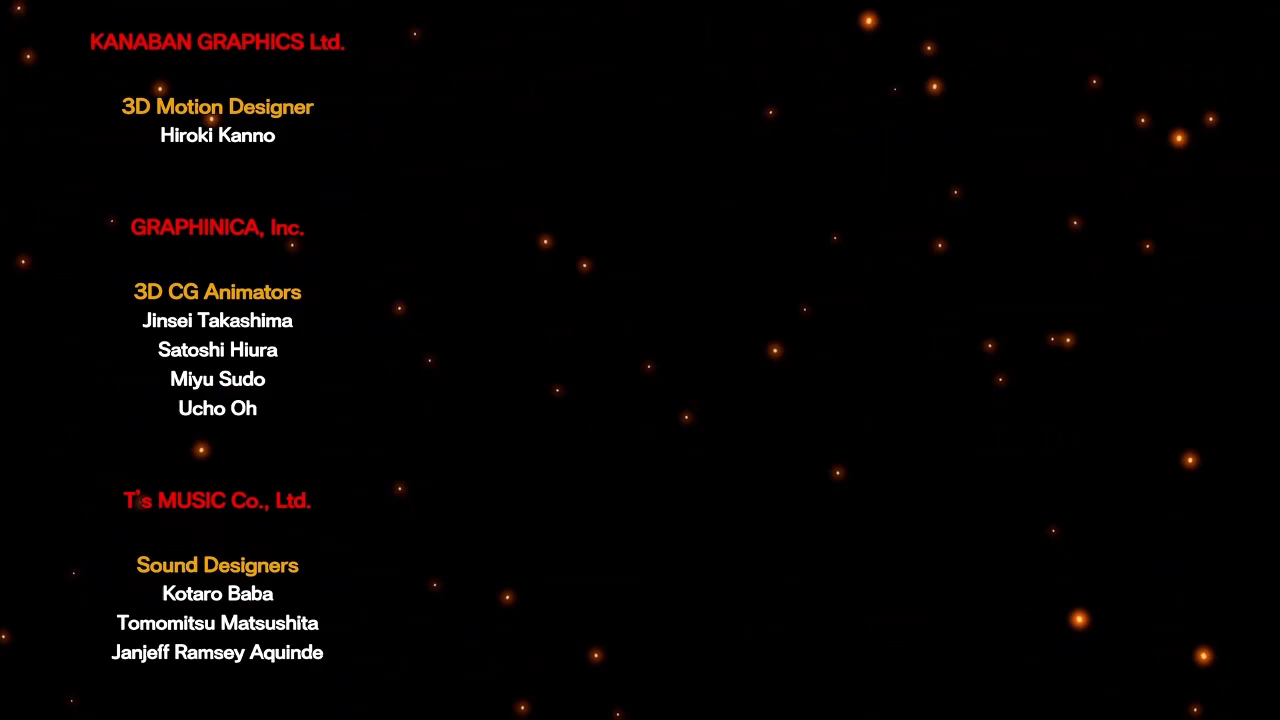 KANABAN GRAPHICS Ltd.
3D Motion Designer
Hiroki Kanno
GRAPHINICA, Inc.
3D CG Animators
Jinsei Takashima
Satoshi Hiura
Miyu Sudo
Ucho Oh
T's MUSIC Co., Ltd.
Sound Designers
Kotaro Baba
Tomomitsu Matsushita
Janjeff Ramsey Aquinde